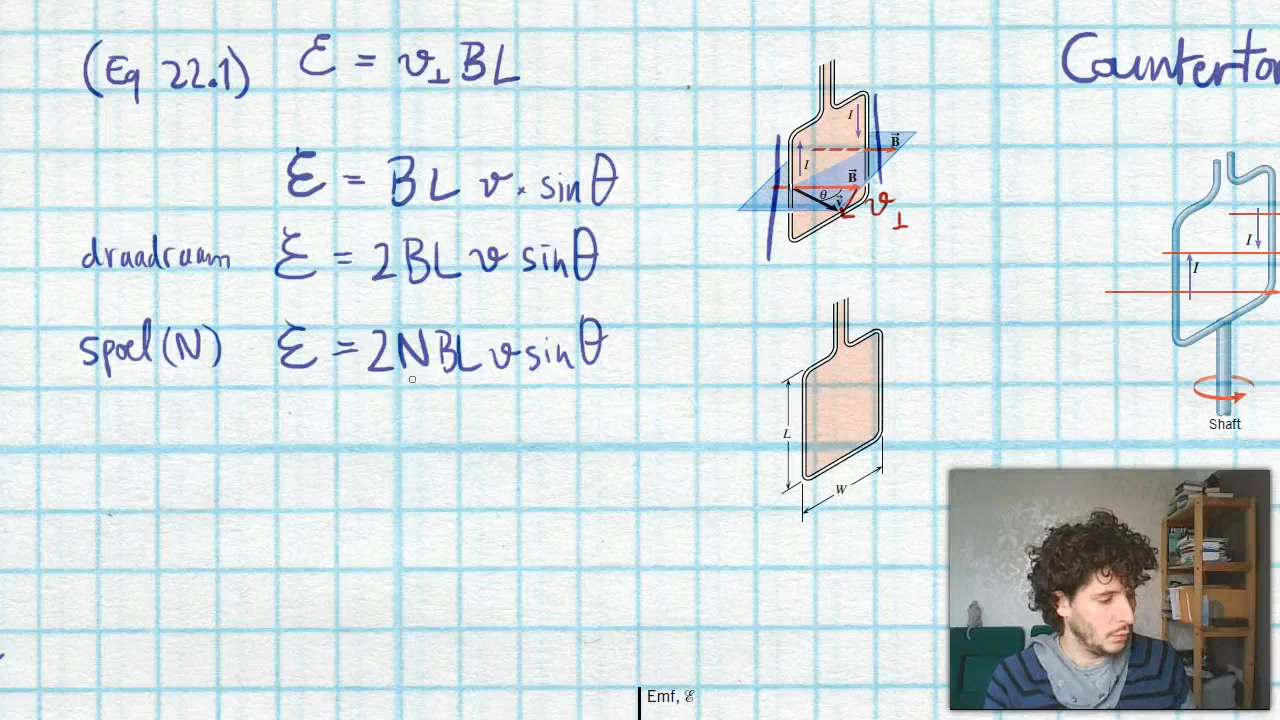 (Eq 22.1) ℰ = v⊥BL
ℰ = BLv·sinθ
draadraam ℰ = 2BLv sinθ
spoel(N) ℰ = 2NBLv sinθ
I
B
I
B
θ
v
v⊥
L
W
Countertor
I
I
Shaft
Emf, ℰ